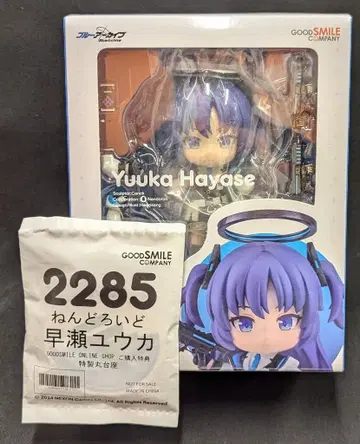 ブルーアーカイブ
GOOD SMILE
COMPANY
Yuuka Hayase
GOOD SMILE
COMPANY
2285
ねんどろいど
早瀬ユウカ
GOODSMILE ONLINE SHOP ご購入特典
特製丸台座
NOT FOR SALE
MADE IN CHINA